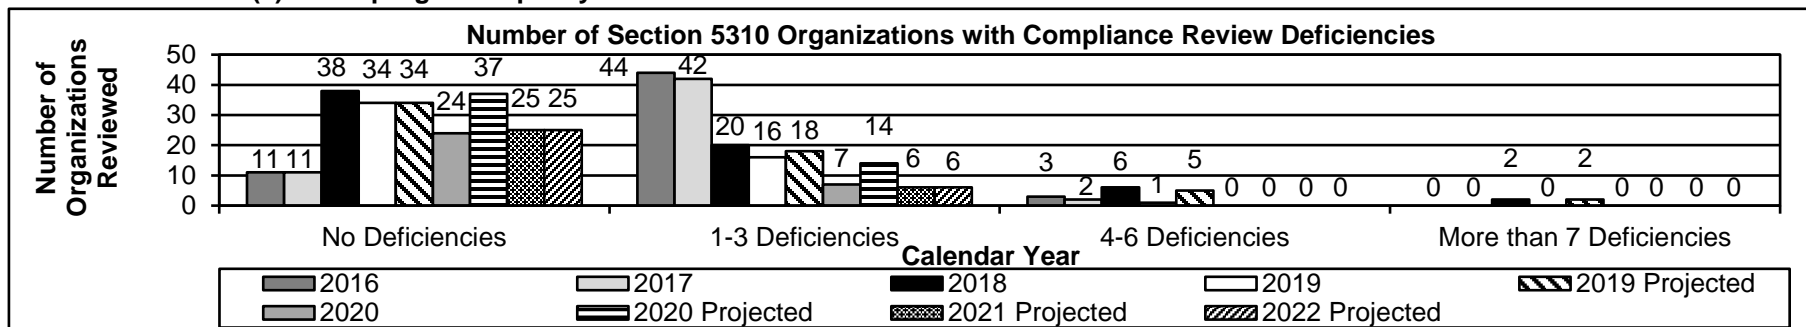 Number of Section 5310 Organizations with Compliance Review Deficiencies
Number of
Organizations
Reviewed
50
40
30
20
10
0
11 11 38 34 34 24 37 25 25
44 42 20 16 18 7 14 6 6
3 2 6 1 5 0 0 0 0
0 0 2 0 2 0 0 0 0
No Deficiencies 1-3 Deficiencies 4-6 Deficiencies More than 7 Deficiencies
Calendar Year
2016 2017 2018 2019 2019 Projected
2020 2020 Projected 2021 Projected 2022 Projected